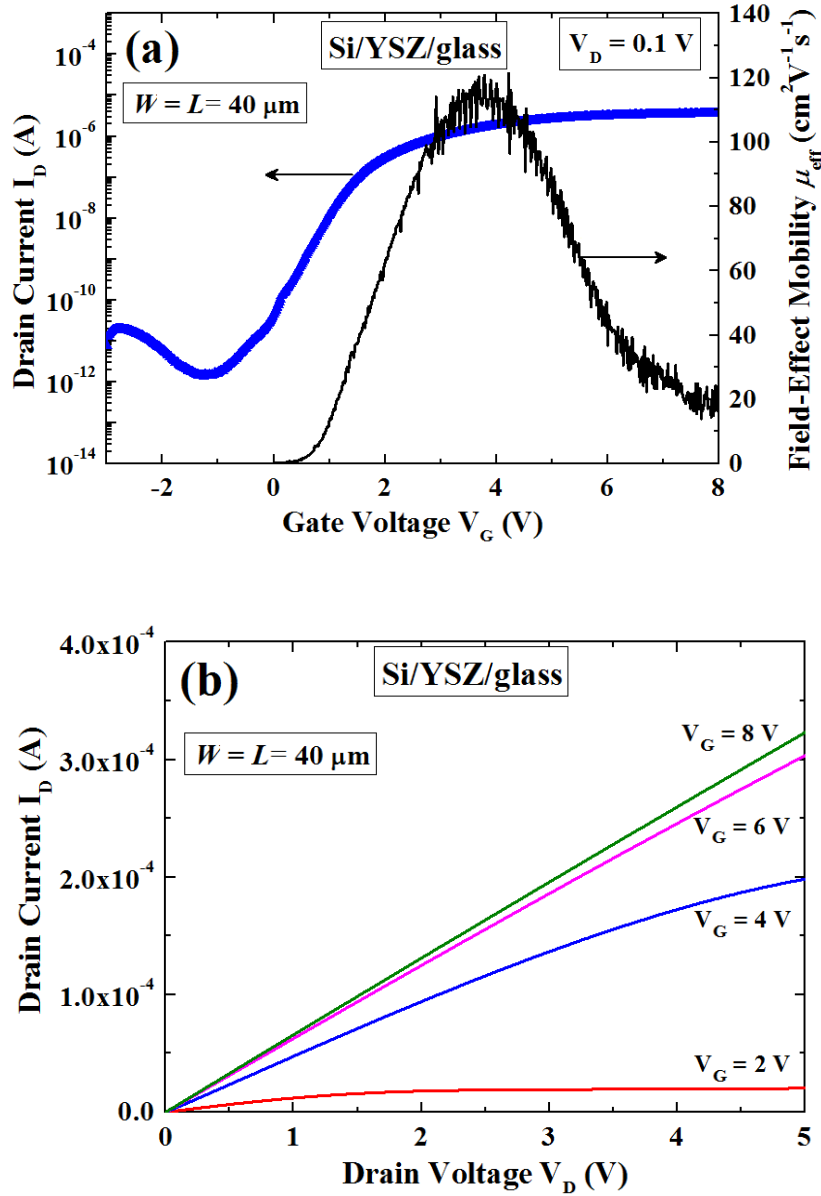 (a)
Si/YSZ/glass
V_D = 0.1 V
W = L= 40 μm
10^-4
10^-6
10^-8
10^-10
10^-12
10^-14
Drain Current I_D (A)
140
120
100
80
60
40
20
0
Field-Effect Mobility μ_eff (cm^2V^-1s^-1)
-2 0 2 4 6 8
Gate Voltage V_G (V)
(b)
Si/YSZ/glass
W = L= 40 μm
4.0x10^-4
3.0x10^-4
2.0x10^-4
1.0x10^-4
0.0
Drain Current I_D (A)
V_G = 8 V
V_G = 6 V
V_G = 4 V
V_G = 2 V
0 1 2 3 4 5
Drain Voltage V_D (V)